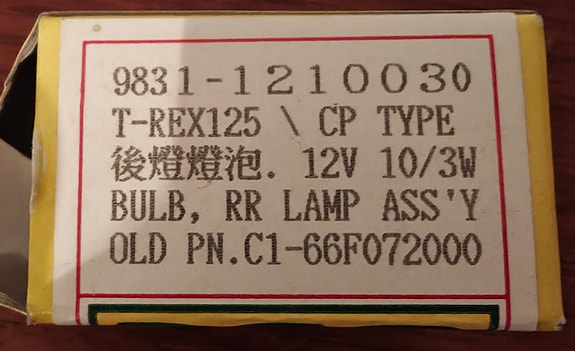 9831-1210030
T-REX125 \ CP TYPE
後燈燈泡. 12V 10/3W
BULB, RR LAMP ASS'Y
OLD PN.C1-66F072000